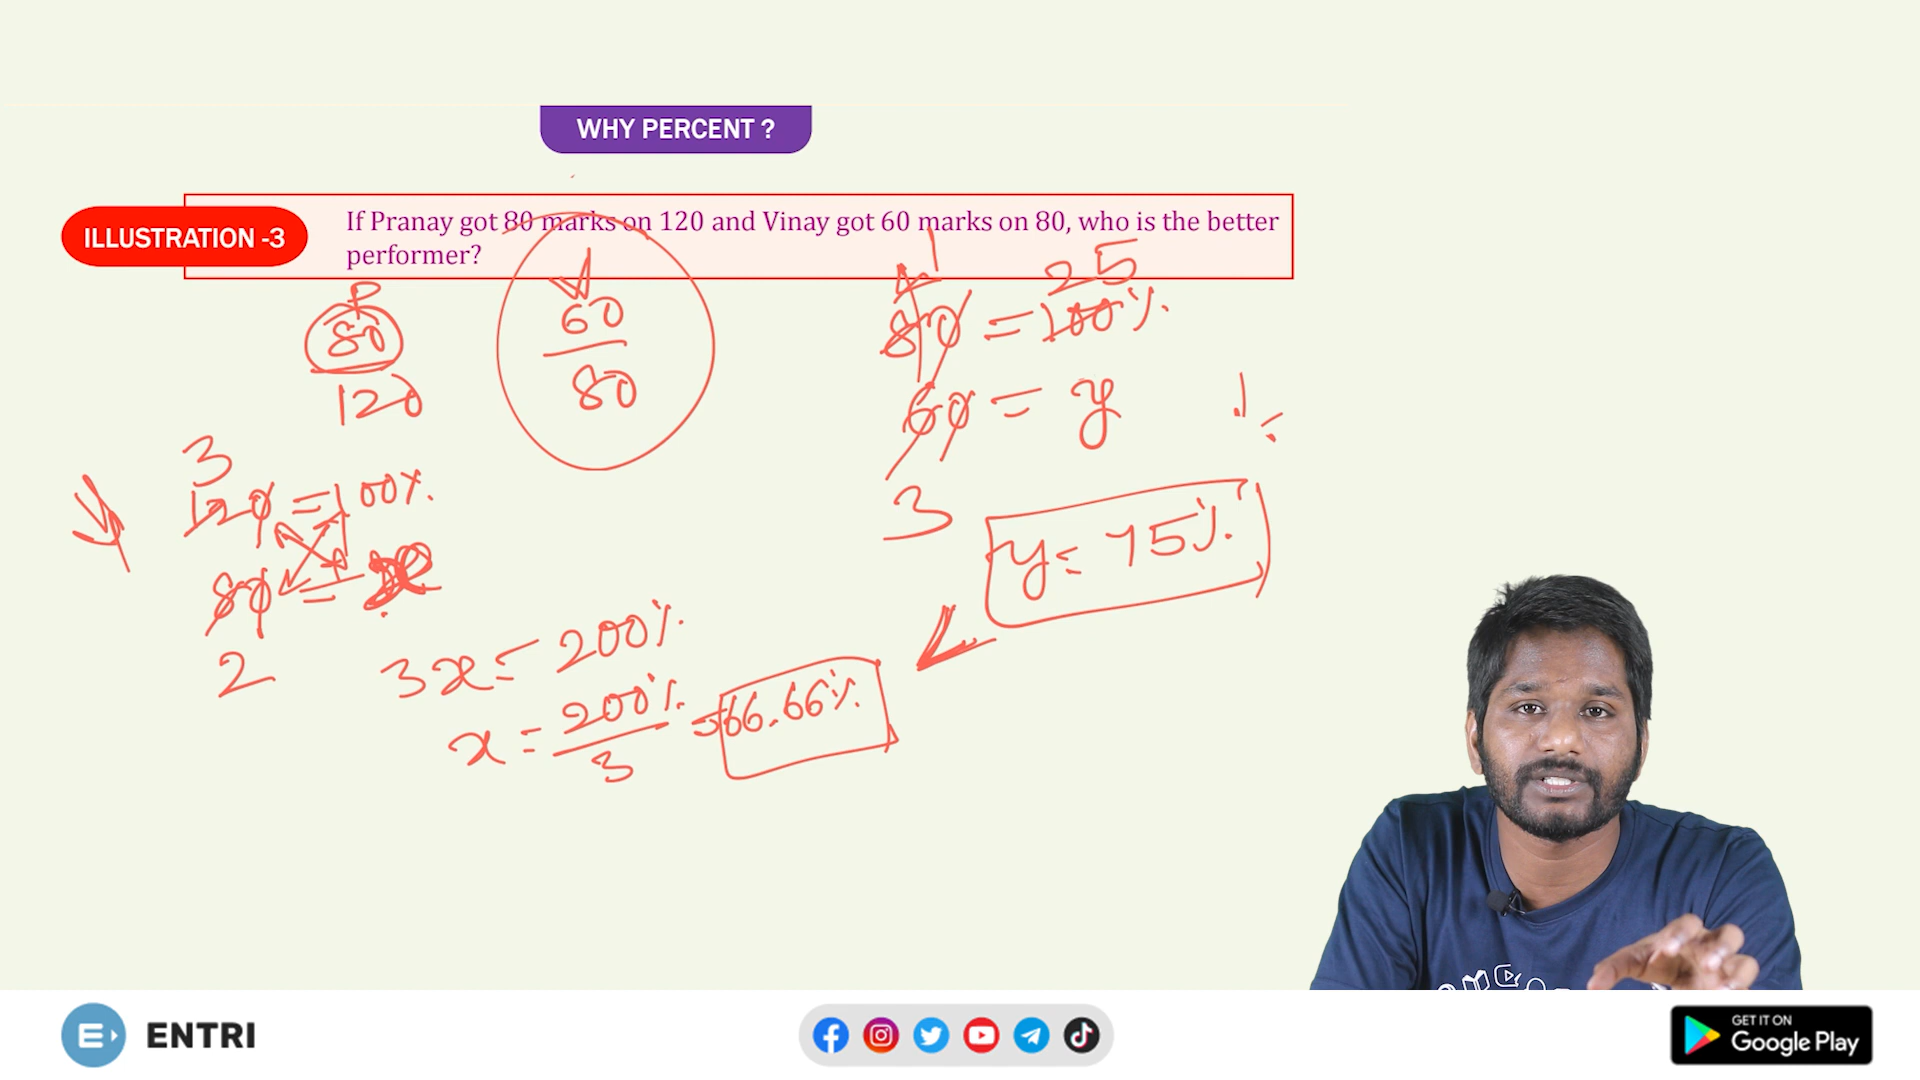 WHY PERCENT ?
ILLUSTRATION -3
If Pranay got 80 marks on 120 and Vinay got 60 marks on 80, who is the better
performer?
P
80
120
60
80
1
25
80 = 100%
60 = y
3
y = 75%
3
120 = 100%
80 = x
2
3x = 200%
x = 200%
3
= 66.66%
ENTRI
GET IT ON
Google Play